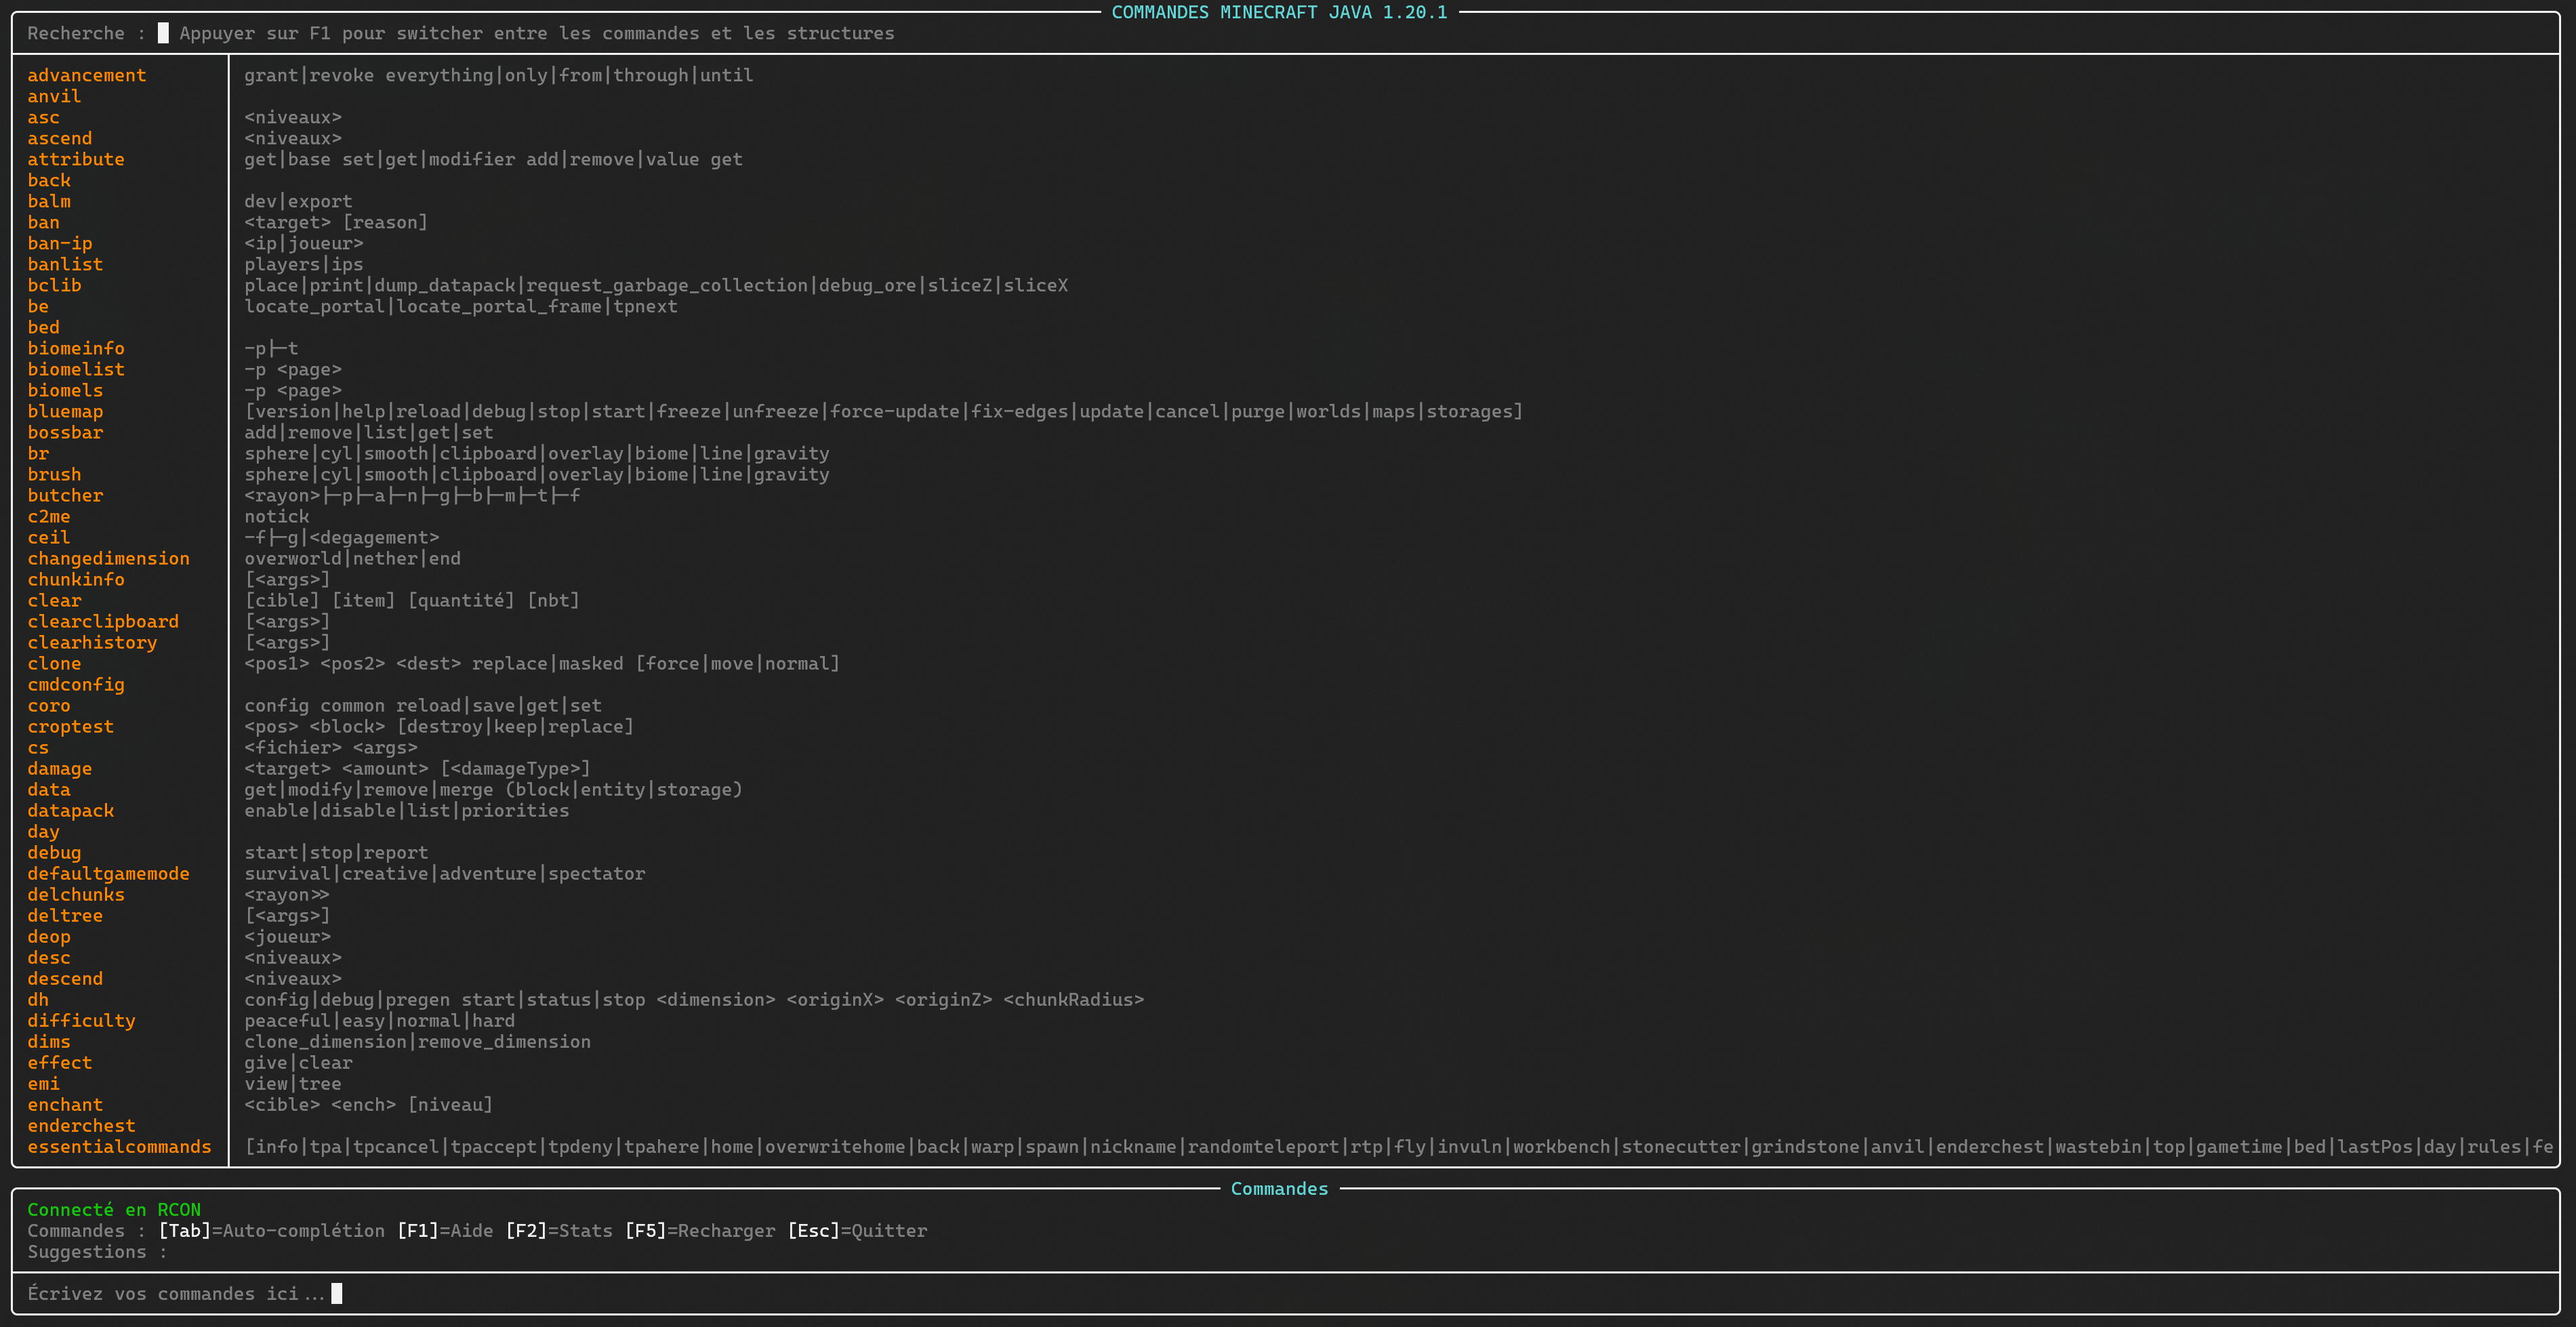 COMMANDES MINECRAFT JAVA 1.20.1
Recherche : Appuyer sur F1 pour switcher entre les commandes et les structures
advancement grant|revoke everything|only|from|through|until
anvil
asc <niveaux>
ascend <niveaux>
attribute get|base set|get|modifier add|remove|value get
back
balm dev|export
ban <target> [reason]
ban-ip <ip|joueur>
banlist players|ips
bclib place|print|dump_datapack|request_garbage_collection|debug_ore|sliceZ|sliceX
be locate_portal|locate_portal_frame|tpnext
bed
biomeinfo -p|-t
biomelist -p <page>
biomels -p <page>
bluemap [version|help|reload|debug|stop|start|freeze|unfreeze|force-update|fix-edges|update|cancel|purge|worlds|maps|storages]
bossbar add|remove|list|get|set
br sphere|cyl|smooth|clipboard|overlay|biome|line|gravity
brush sphere|cyl|smooth|clipboard|overlay|biome|line|gravity
butcher <rayon>|-p|-a|-n|-g|-b|-m|-t|-f
c2me notick
ceil -f|-g|<degagement>
changedimension overworld|nether|end
chunkinfo [<args>]
clear [cible] [item] [quantité] [nbt]
clearclipboard [<args>]
clearhistory [<args>]
clone <pos1> <pos2> <dest> replace|masked [force|move|normal]
cmdconfig
coro config common reload|save|get|set
croptest <pos> <block> [destroy|keep|replace]
cs <fichier> <args>
damage <target> <amount> [<damageType>]
data get|modify|remove|merge (block|entity|storage)
datapack enable|disable|list|priorities
day
debug start|stop|report
defaultgamemode survival|creative|adventure|spectator
delchunks <rayon>>
deltree [<args>]
deop <joueur>
desc <niveaux>
descend <niveaux>
dh config|debug|pregen start|status|stop <dimension> <originX> <originZ> <chunkRadius>
difficulty peaceful|easy|normal|hard
dims clone_dimension|remove_dimension
effect give|clear
emi view|tree
enchant <cible> <ench> [niveau]
enderchest
essentialcommands [info|tpa|tpcancel|tpaccept|tpdeny|tpahere|home|overwritehome|back|warp|spawn|nickname|randomteleport|rtp|fly|invuln|workbench|stonecutter|grindstone|anvil|enderchest|wastebin|top|gametime|bed|lastPos|day|rules|fe
Commandes
Connecté en RCON
Commandes : [Tab]=Auto-complétion [F1]=Aide [F2]=Stats [F5]=Recharger [Esc]=Quitter
Suggestions :
Écrivez vos commandes ici...